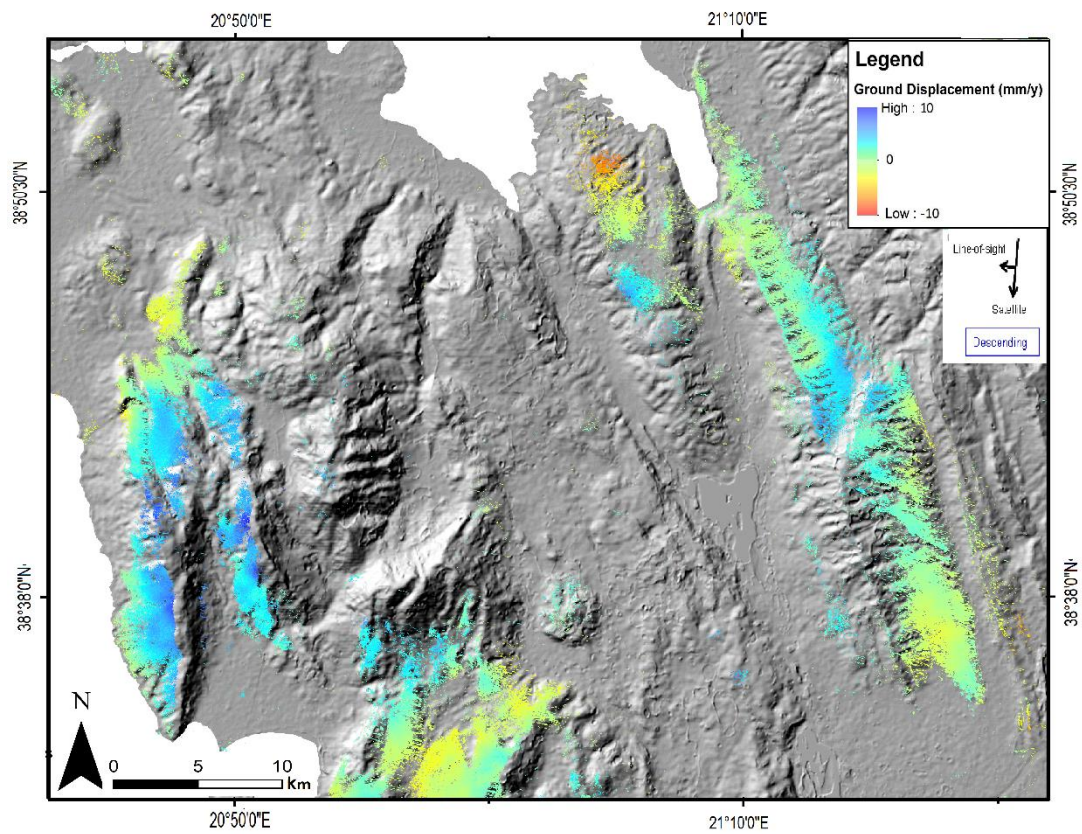 20°50'0"E
21°10'0"E
38°50'30"N
38°50'30"N
Legend
Ground Displacement (mm/y)
High : 10
0
Low : -10
Line-of-sight
Satellite
Descending
38°38'0"N
38°38'0"N
N
0 5 10
Km
20°50'0"E
21°10'0"E